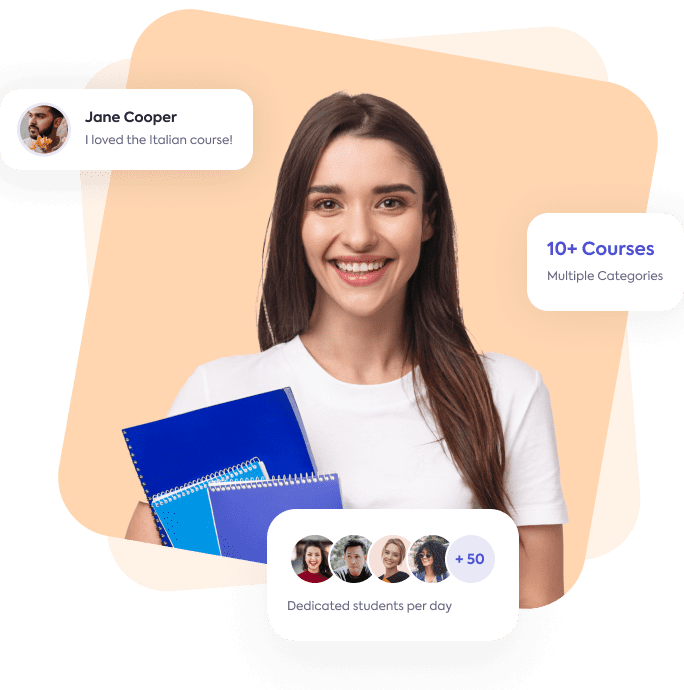 Jane Cooper
I loved the Italian course!
10+ Courses
Multiple Categories
+ 50
Dedicated students per day